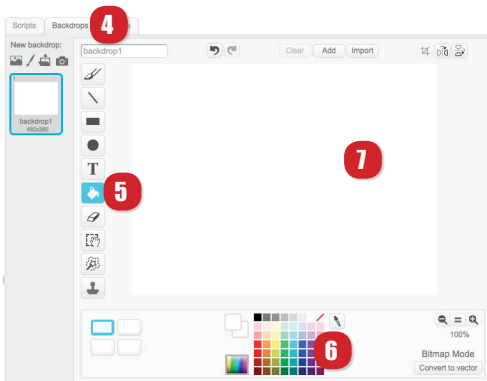 Scripts
Backdrops
4
New backdrop:
backdrop1
Clear
Add
Import
1
backdrop1
480x360
T
5
7
6
100%
Bitmap Mode
Convert to vector